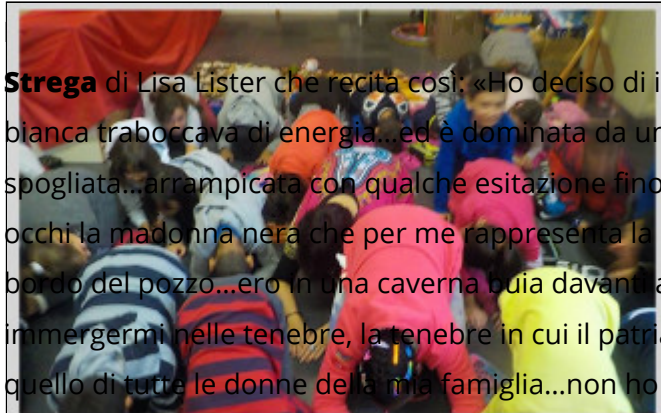 Strega di Lisa Lister che recita così: «Ho deciso di i
bianca traboccava di energia...ed è dominata da un
spogliata...arrampicata con qualche esitazione fino
occhi la madonna nera che per me rappresenta la
bordo del pozzo...ero in una caverna buia davanti a
immergermi nelle tenebre, la tenebre in cui il patria
quello di tutte le donne della mia famiglia...non ho